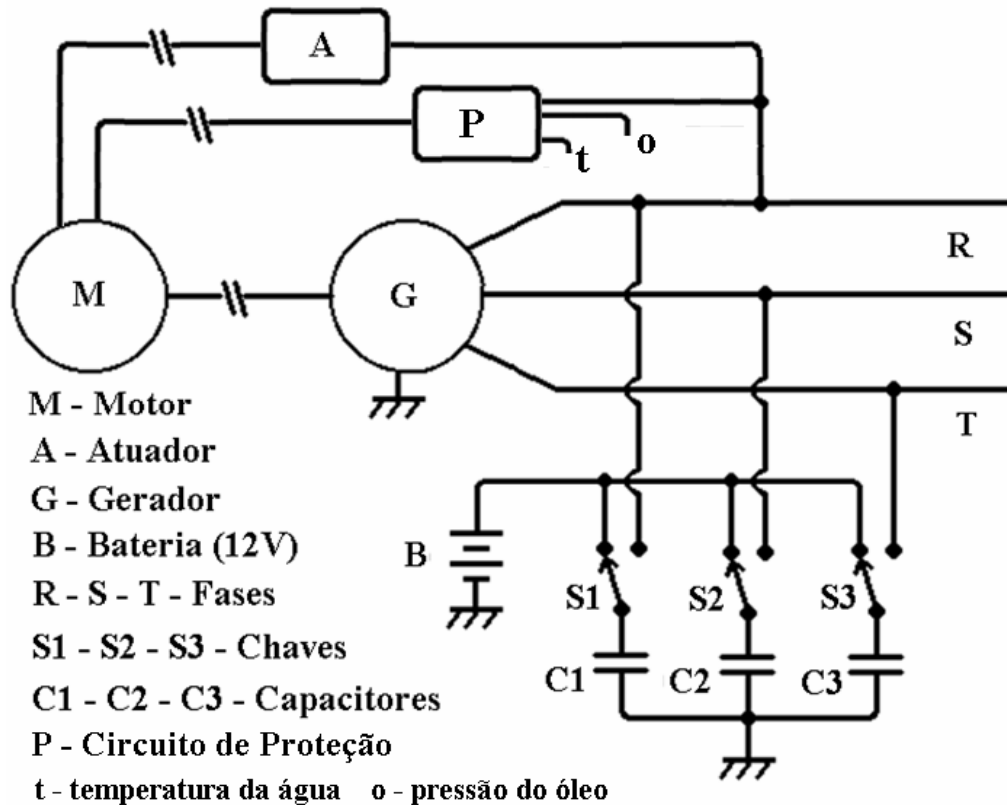 A
P
t
o
M
G
R
S
T
M - Motor
A - Atuador
G - Gerador
B - Bateria (12V)
R - S - T - Fases
S1 - S2 - S3 - Chaves
C1 - C2 - C3 - Capacitores
P - Circuito de Proteção
t - temperatura da água o - pressão do óleo
B
S1
S2
S3
C1
C2
C3